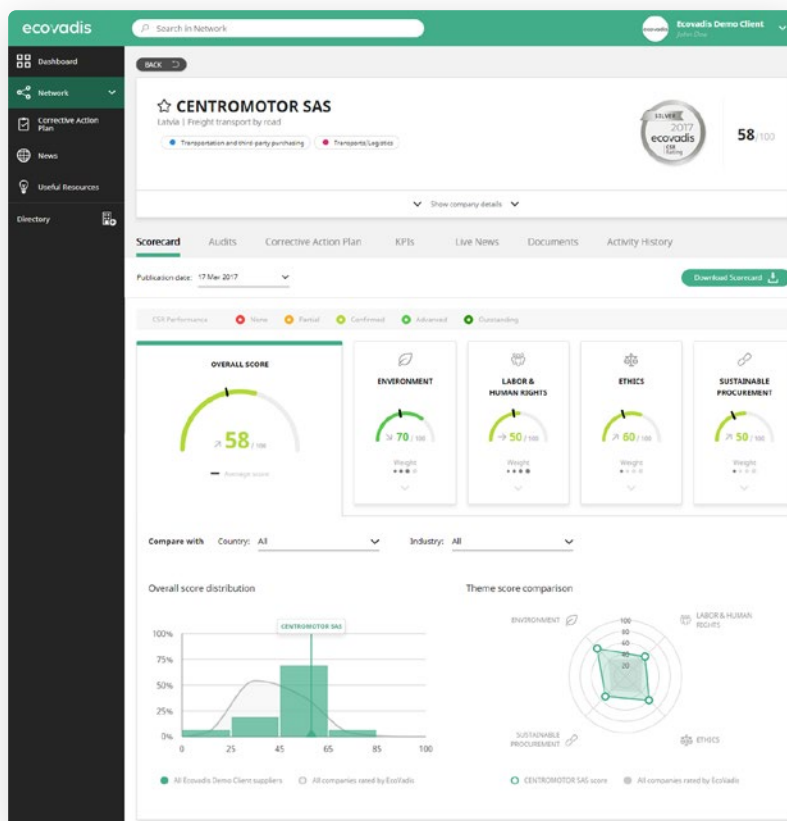 ecovadis
Search in Network
Ecovadis Demo Client
John Doe
Dashboard
Network
Corrective Action
Plan
News
Useful Resources
Directory
BACK
CENTROMOTOR SAS
Latvia | Freight transport by road
Transportation and third-party purchasing
Transports/Logistics
SILVER
2017
ecovadis
CSR
Rating
58/100
Show company details
Scorecard
Audits
Corrective Action Plan
KPIs
Live News
Documents
Activity History
Publication date: 17 Mar 2017
Download Scorecard
CSR Performance
None
Partial
Confirmed
Advanced
Outstanding
OVERALL SCORE
58 / 100
Average score
ENVIRONMENT
70 / 100
Weight
LABOR &
HUMAN RIGHTS
50 / 100
Weight
ETHICS
60 / 100
Weight
SUSTAINABLE
PROCUREMENT
50 / 100
Weight
Compare with
Country: All
Industry: All
Overall score distribution
CENTROMOTOR SAS
100%
75%
50%
25%
0%
0
25
45
65
85
100
All Ecovadis Demo Client suppliers
All companies rated by EcoVadis
Theme score comparison
ENVIRONMENT
LABOR & HUMAN
RIGHTS
100
80
60
40
20
SUSTAINABLE
PROCUREMENT
ETHICS
CENTROMOTOR SAS score
All companies rated by EcoVadis